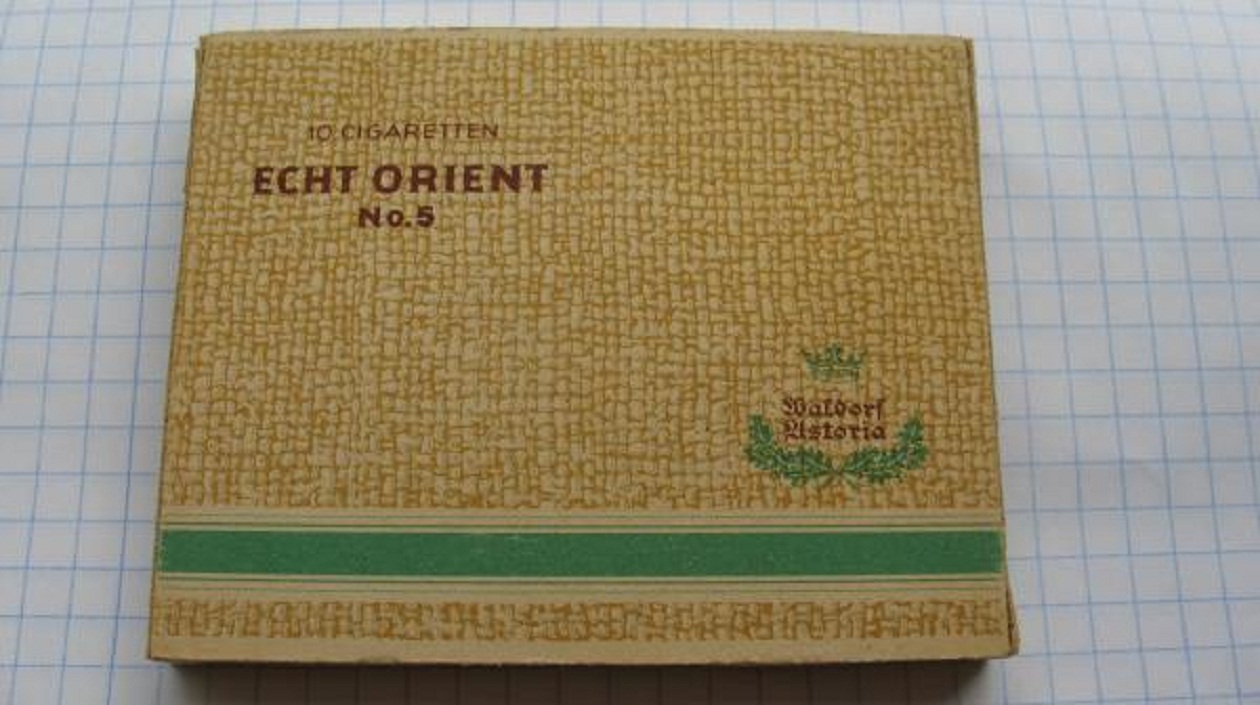 10 CIGARETTEN
ECHT ORIENT
No. 5
Waldorf
Astoria